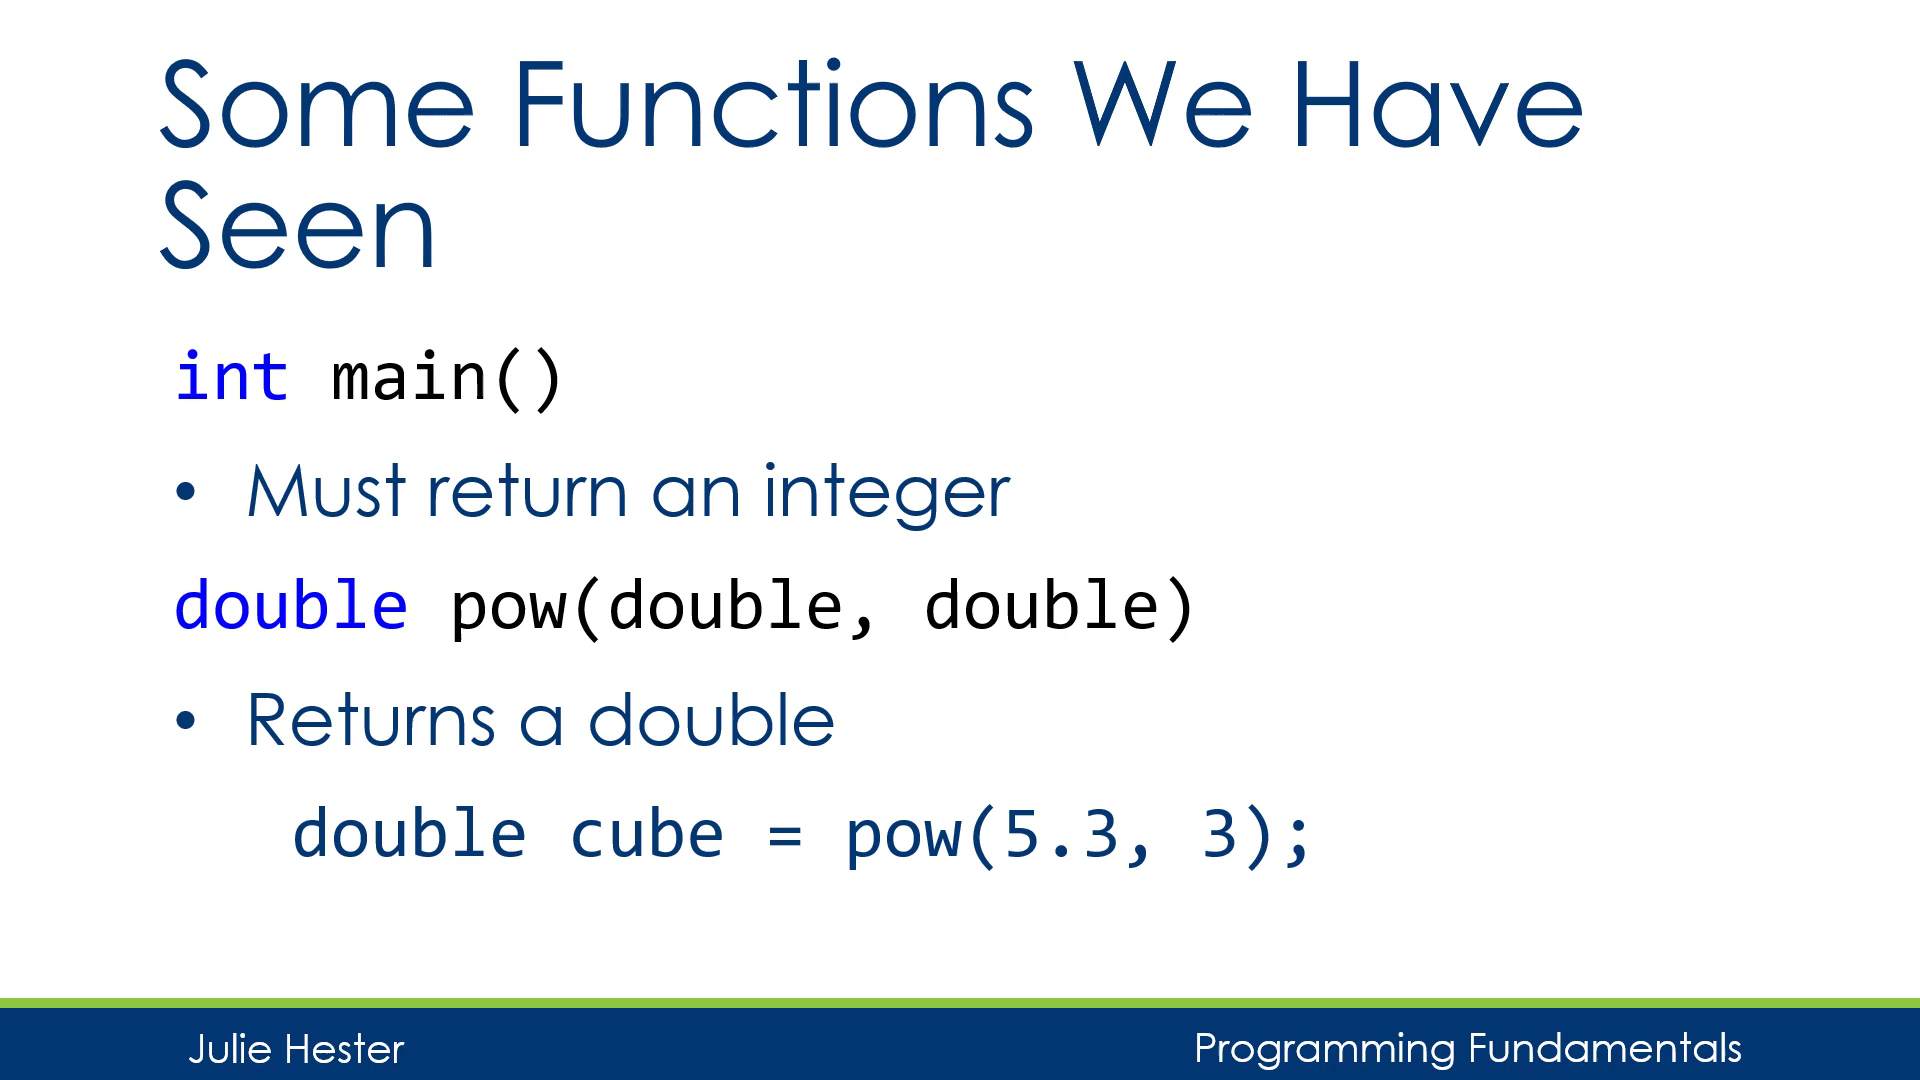 Some Functions We Have
Seen
int main()
• Must return an integer
double pow(double, double)
• Returns a double
double cube = pow(5.3, 3);
Julie Hester
Programming Fundamentals